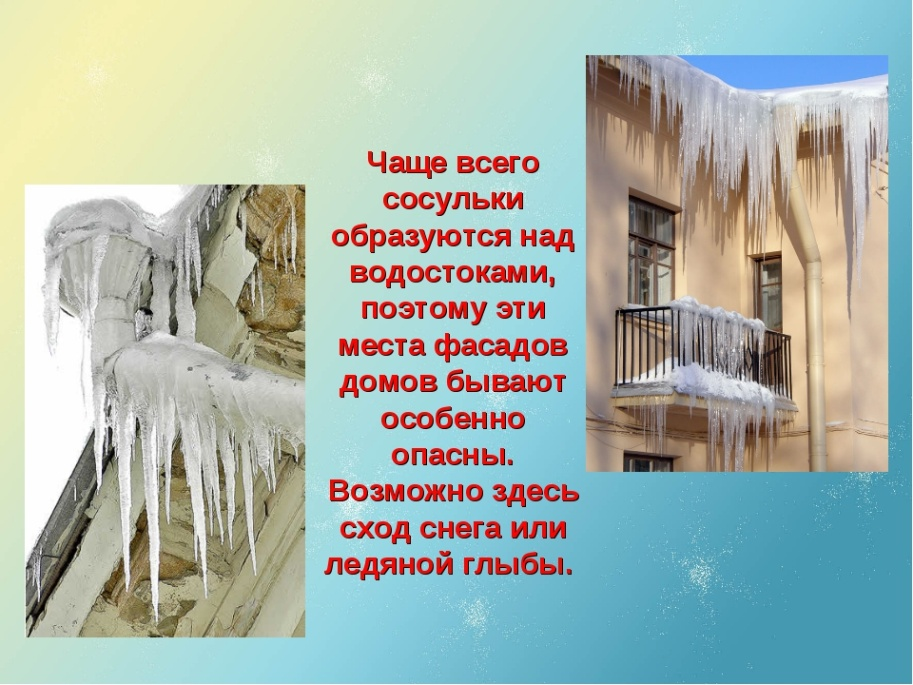 Чаще всего
сосульки
образуются над
водостоками,
поэтому эти
места фасадов
домов бывают
особенно
опасны.
Возможно здесь
сход снега или
ледяной глыбы.